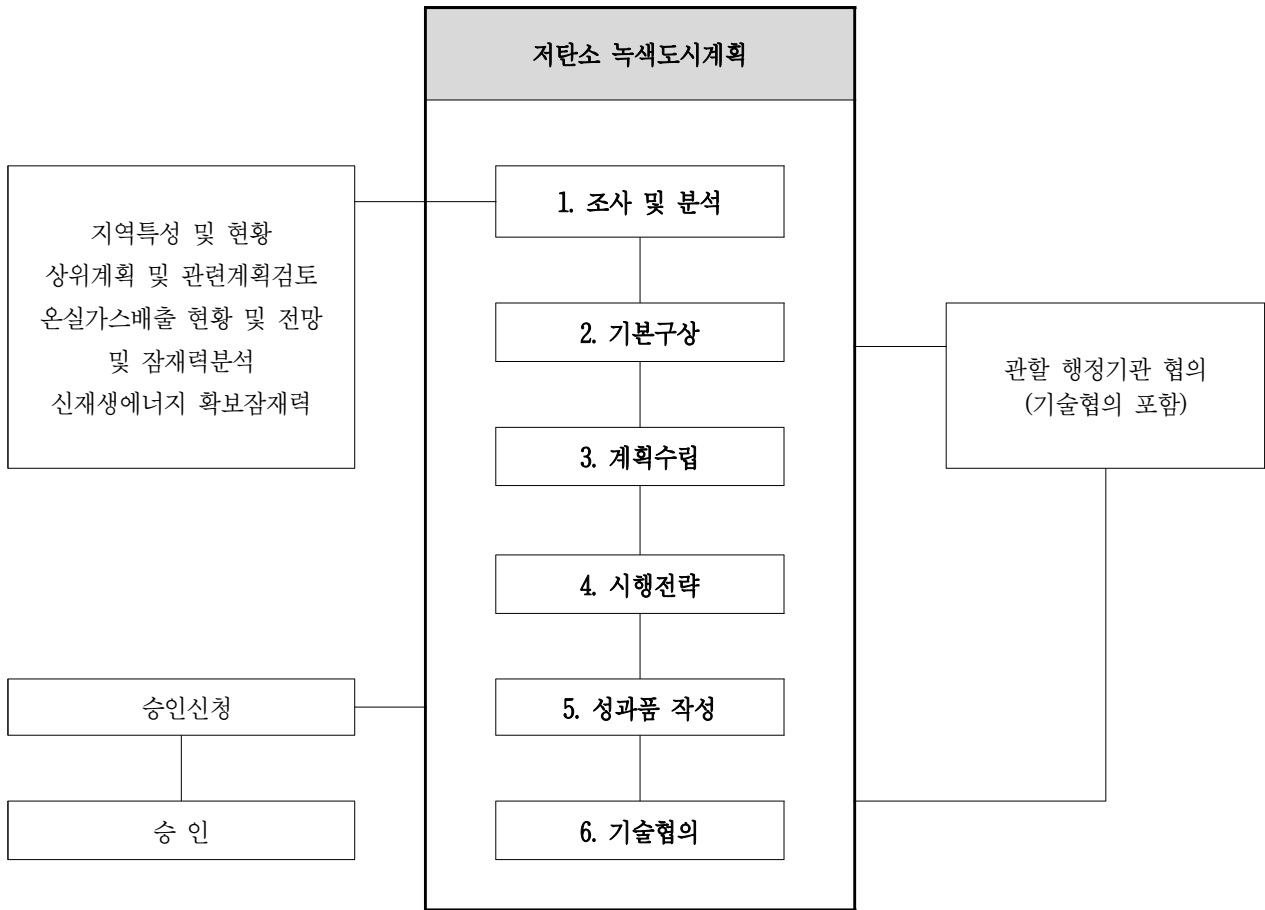 저탄소 녹색도시계획
지역특성 및 현황
상위계획 및 관련계획검토
온실가스배출 현황 및 전망
및 잠재력분석
신재생에너지 확보잠재력
1. 조사 및 분석
2. 기본구상
3. 계획수립
4. 시행전략
5. 성과품 작성
6. 기술협의
관할 행정기관 협의
(기술협의 포함)
승인신청
승 인